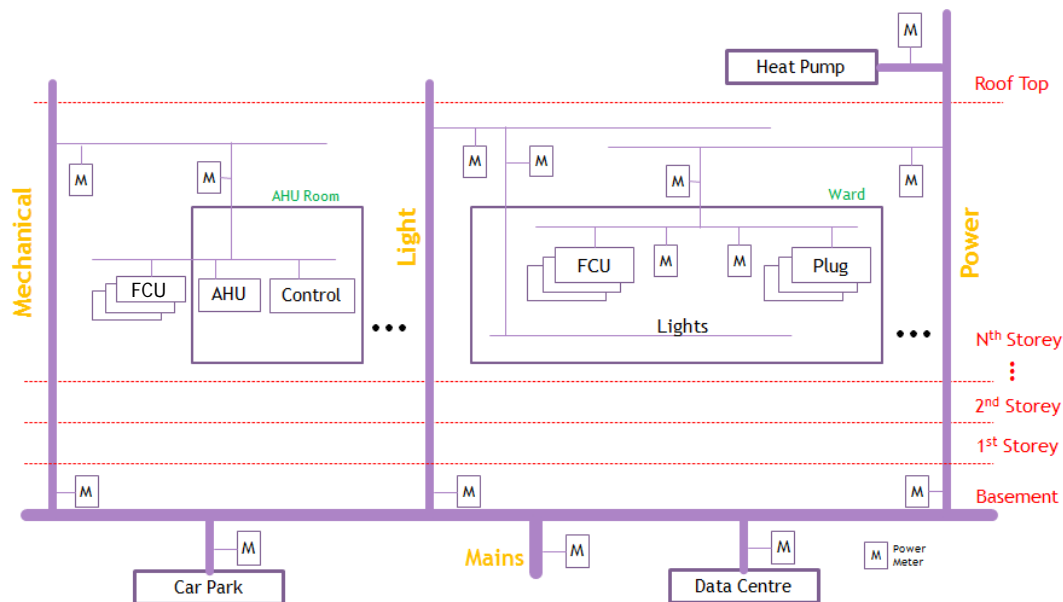 M
Heat Pump
Roof Top
M
M
M
M
M
M
AHU Room
Ward
Mechanical
Light
Power
FCU
AHU
Control
FCU
M
M
Plug
•••
Lights
•••
Nth Storey
2nd Storey
1st Storey
M
M
M
Basement
M
Mains
M
M
M
Power
Meter
Car Park
Data Centre